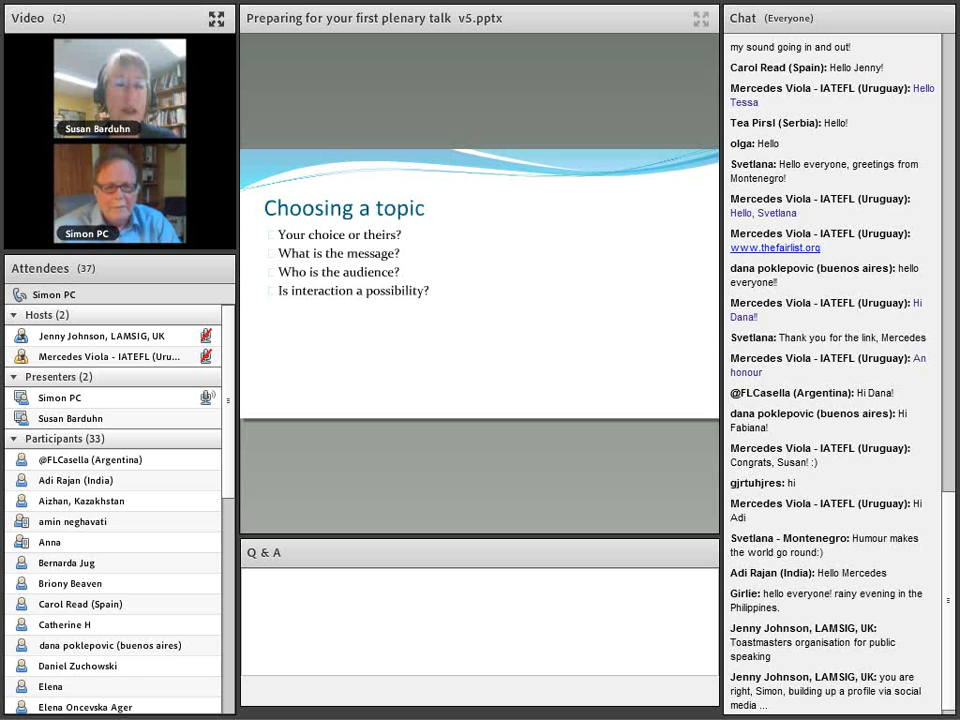 Video (2)
Susan Barduhn
Simon PC
Attendees (37)
Simon PC
Hosts (2)
Jenny Johnson, LAMSIG, UK
Mercedes Viola - IATEFL (Uru...
Presenters (2)
Simon PC
Susan Barduhn
Participants (33)
@FLCasella (Argentina)
Adi Rajan (India)
Aizhan, Kazakhstan
amin neghavati
Anna
Bernarda Jug
Briony Beaven
Carol Read (Spain)
Catherine H
dana poklepovic (buenos aires)
Daniel Zuchowski
Elena
Elena Oncevska Ager
Preparing for your first plenary talk v5.pptx
Choosing a topic
Your choice or theirs?
What is the message?
Who is the audience?
Is interaction a possibility?
Q & A
Chat (Everyone)
my sound going in and out!
Carol Read (Spain): Hello Jenny!
Mercedes Viola - IATEFL (Uruguay): Hello
Tessa
Tea Pirsl (Serbia): Hello!
olga: Hello
Svetlana: Hello everyone, greetings from
Montenegro!
Mercedes Viola - IATEFL (Uruguay):
Hello, Svetlana
Mercedes Viola - IATEFL (Uruguay):
www.thefairlist.org
dana poklepovic (buenos aires): hello
everyone!!
Mercedes Viola - IATEFL (Uruguay): Hi
Dana!!
Svetlana: Thank you for the link, Mercedes
Mercedes Viola - IATEFL (Uruguay): An
honour
@FLCasella (Argentina): Hi Dana!
dana poklepovic (buenos aires): Hi
Fabiana!
Mercedes Viola - IATEFL (Uruguay):
Congrats, Susan! :)
gjrtuhjres: hi
Mercedes Viola - IATEFL (Uruguay): Hi
Adi
Svetlana - Montenegro: Humour makes
the world go round:)
Adi Rajan (India): Hello Mercedes
Girlie: hello everyone! rainy evening in the
Philippines.
Jenny Johnson, LAMSIG, UK:
Toastmasters organisation for public
speaking
Jenny Johnson, LAMSIG, UK: you are
right, Simon, building up a profile via social
media ...